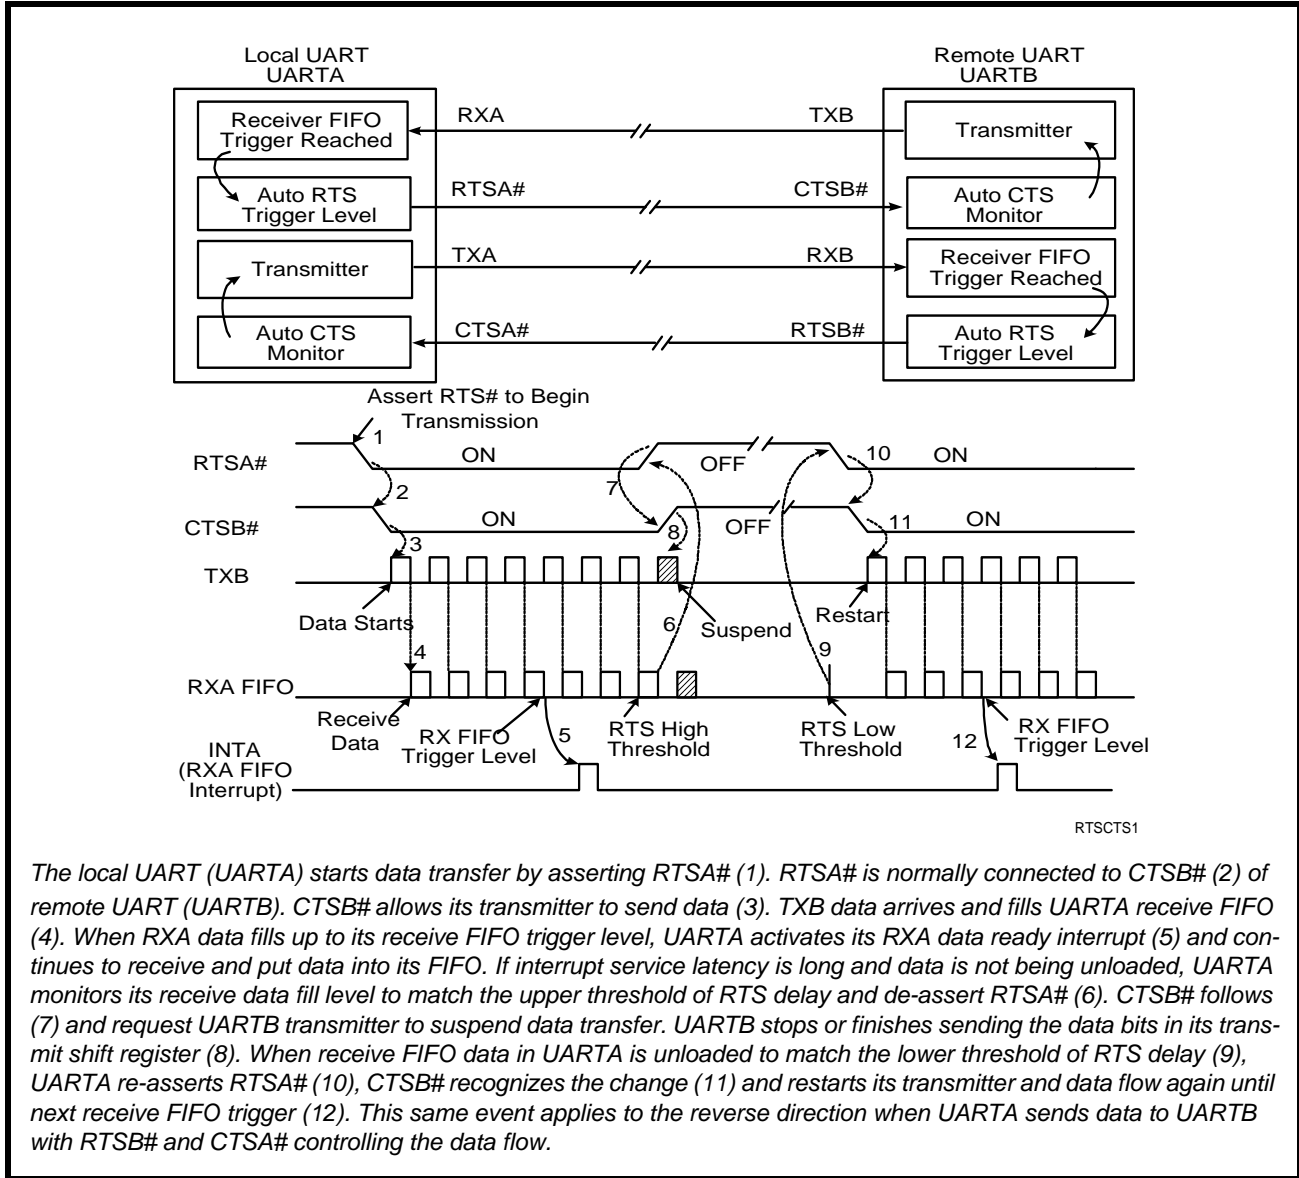 Local UART
UARTA
Remote UART
UARTB
Receiver FIFO
Trigger Reached
RXA
TXB
Transmitter
Auto RTS
Trigger Level
RTSA#
CTSB#
Auto CTS
Monitor
Transmitter
TXA
RXB
Receiver FIFO
Trigger Reached
Auto CTS
Monitor
CTSA#
RTSB#
Auto RTS
Trigger Level
Assert RTS# to Begin
Transmission
1
RTSA#
ON
OFF
10
ON
2
7
CTSB#
ON
OFF
11
ON
3
8
TXB
Data Starts
6
Suspend
Restart
4
9
RXA FIFO
Receive
Data
RX FIFO
Trigger Level
5
RTS High
Threshold
RTS Low
Threshold
12
RX FIFO
Trigger Level
INTA
(RXA FIFO
Interrupt)
RTSCTS1
The local UART (UARTA) starts data transfer by asserting RTSA# (1). RTSA# is normally connected to CTSB# (2) of
remote UART (UARTB). CTSB# allows its transmitter to send data (3). TXB data arrives and fills UARTA receive FIFO
(4). When RXA data fills up to its receive FIFO trigger level, UARTA activates its RXA data ready interrupt (5) and con-
tinues to receive and put data into its FIFO. If interrupt service latency is long and data is not being unloaded, UARTA
monitors its receive data fill level to match the upper threshold of RTS delay and de-assert RTSA# (6). CTSB# follows
(7) and request UARTB transmitter to suspend data transfer. UARTB stops or finishes sending the data bits in its trans-
mit shift register (8). When receive FIFO data in UARTA is unloaded to match the lower threshold of RTS delay (9),
UARTA re-asserts RTSA# (10), CTSB# recognizes the change (11) and restarts its transmitter and data flow again until
next receive FIFO trigger (12). This same event applies to the reverse direction when UARTA sends data to UARTB
with RTSB# and CTSA# controlling the data flow.